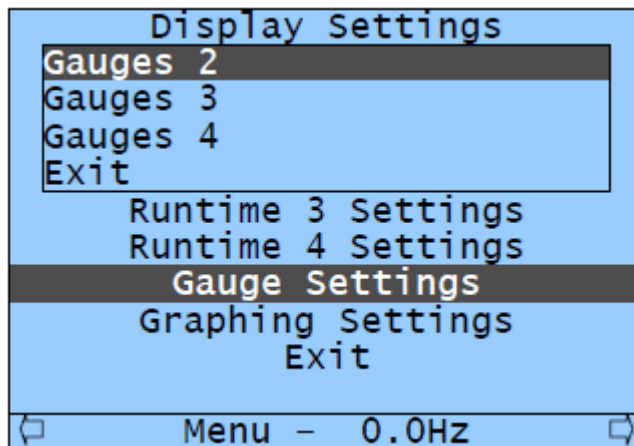 Display Settings
Gauges 2
Gauges 3
Gauges 4
Exit
Runtime 3 Settings
Runtime 4 Settings
Gauge Settings
Graphing Settings
Exit
Menu – 0.0Hz